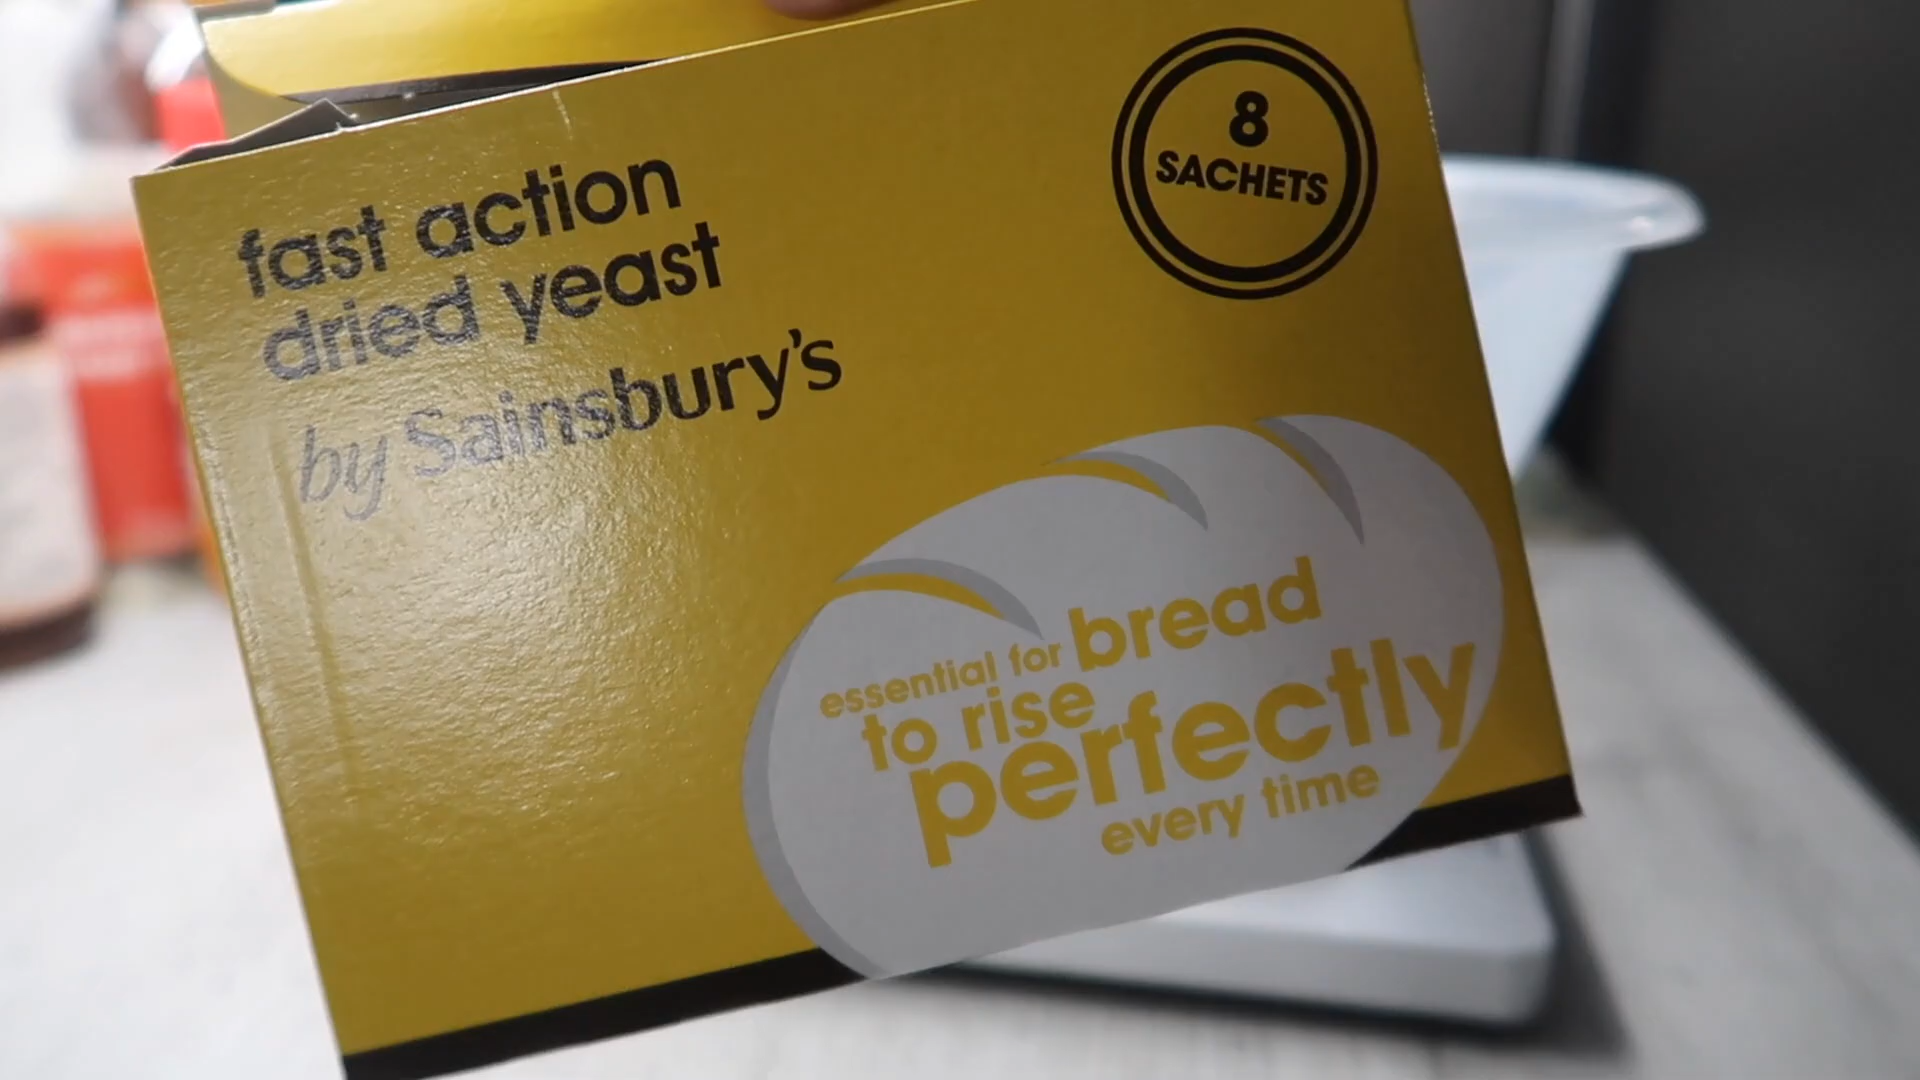 fast action
dried yeast
by Sainsbury's
8
SACHETS
essential for bread
to rise
perfectly
every time